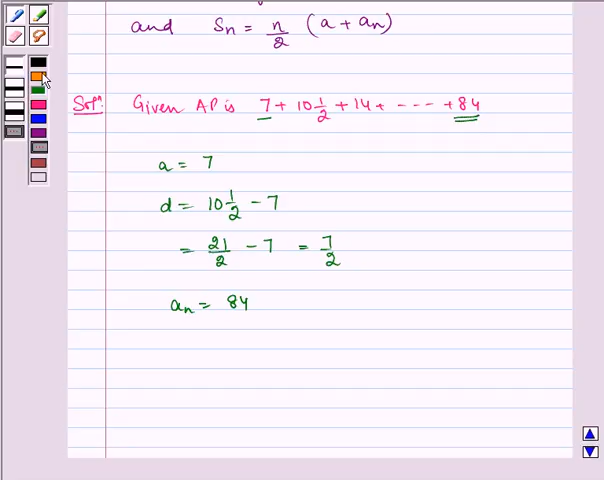 and Sn = n/2 (a + an)
Solⁿ: Given AP is 7 + 10 1/2 + 14 + ---- + 84
a = 7
d = 10 1/2 - 7
= 21/2 - 7 = 7/2
an = 84